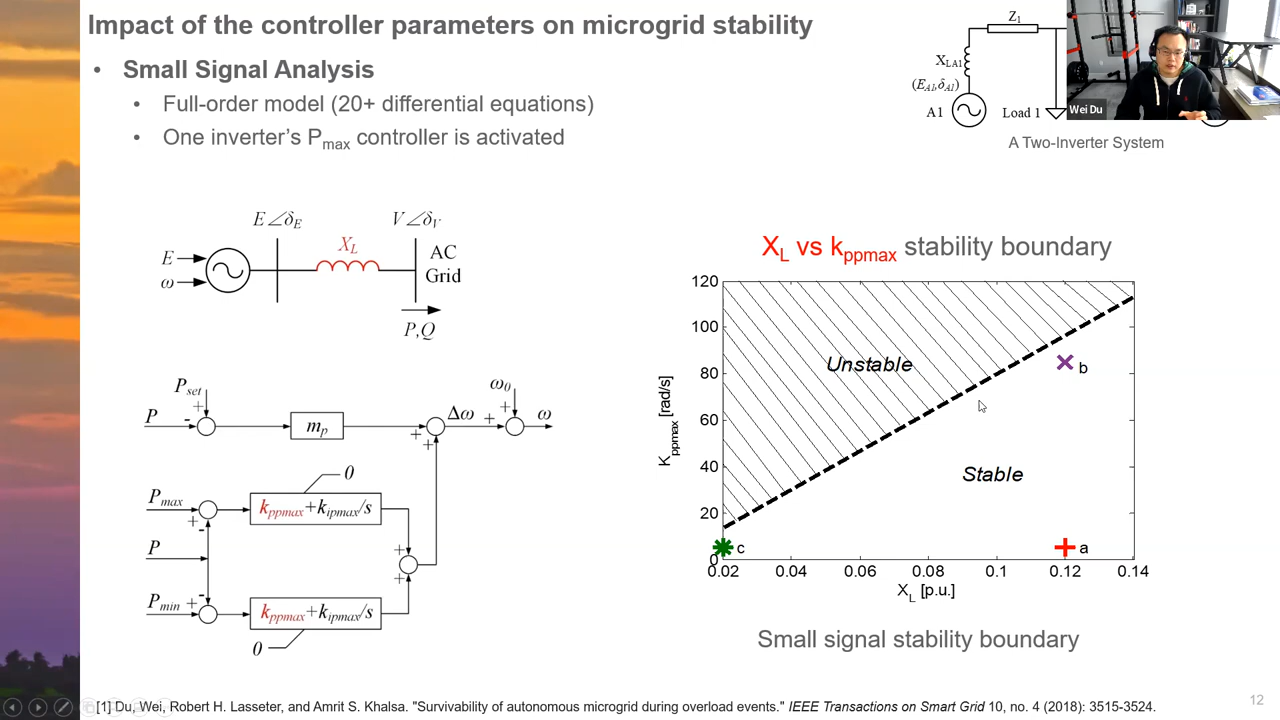 Impact of the controller parameters on microgrid stability
• Small Signal Analysis
• Full-order model (20+ differential equations)
• One inverter's Pmax controller is activated
Z1
XLA1
(EA1,δA1)
A1
Load 1
Wei Du
A Two-Inverter System
E∠δE
V∠δV
XL
E
ω
AC
Grid
P,Q
Pset
+
P
-
mp
+
+
Δω
+
ω0
+
ω
0
Pmax
+
-
kppmax+kipmax/s
P
+
+
Pmin
+
-
kppmax+kipmax/s
0
XL vs kppmax stability boundary
Kppmax [rad/s]
120
100
80
60
40
20
0
Unstable
Stable
b
c
a
0.02
0.04
0.06
0.08
0.1
0.12
0.14
XL [p.u.]
Small signal stability boundary
[1] Du, Wei, Robert H. Lasseter, and Amrit S. Khalsa. "Survivability of autonomous microgrid during overload events." IEEE Transactions on Smart Grid 10, no. 4 (2018): 3515-3524.
12